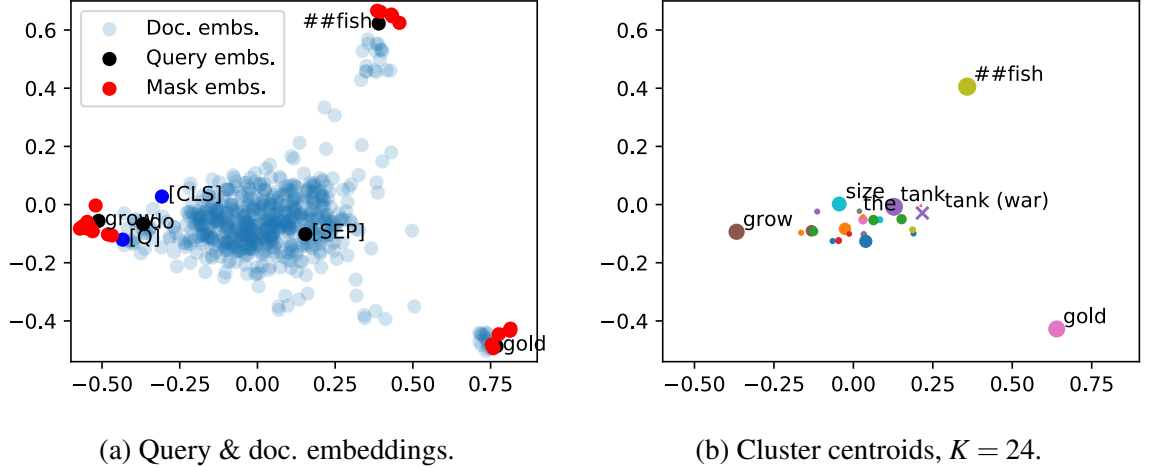 Doc. embs.
Query embs.
Mask embs.
##fish
[CLS]
grow
do
[Q]
[SEP]
gold
0.6
0.4
0.2
0.0
−0.2
−0.4
−0.50
−0.25
0.00
0.25
0.50
0.75
(a) Query & doc. embeddings.
##fish
size
the
tank
tank (war)
grow
gold
0.6
0.4
0.2
0.0
−0.2
−0.4
−0.50
−0.25
0.00
0.25
0.50
0.75
(b) Cluster centroids, K = 24.